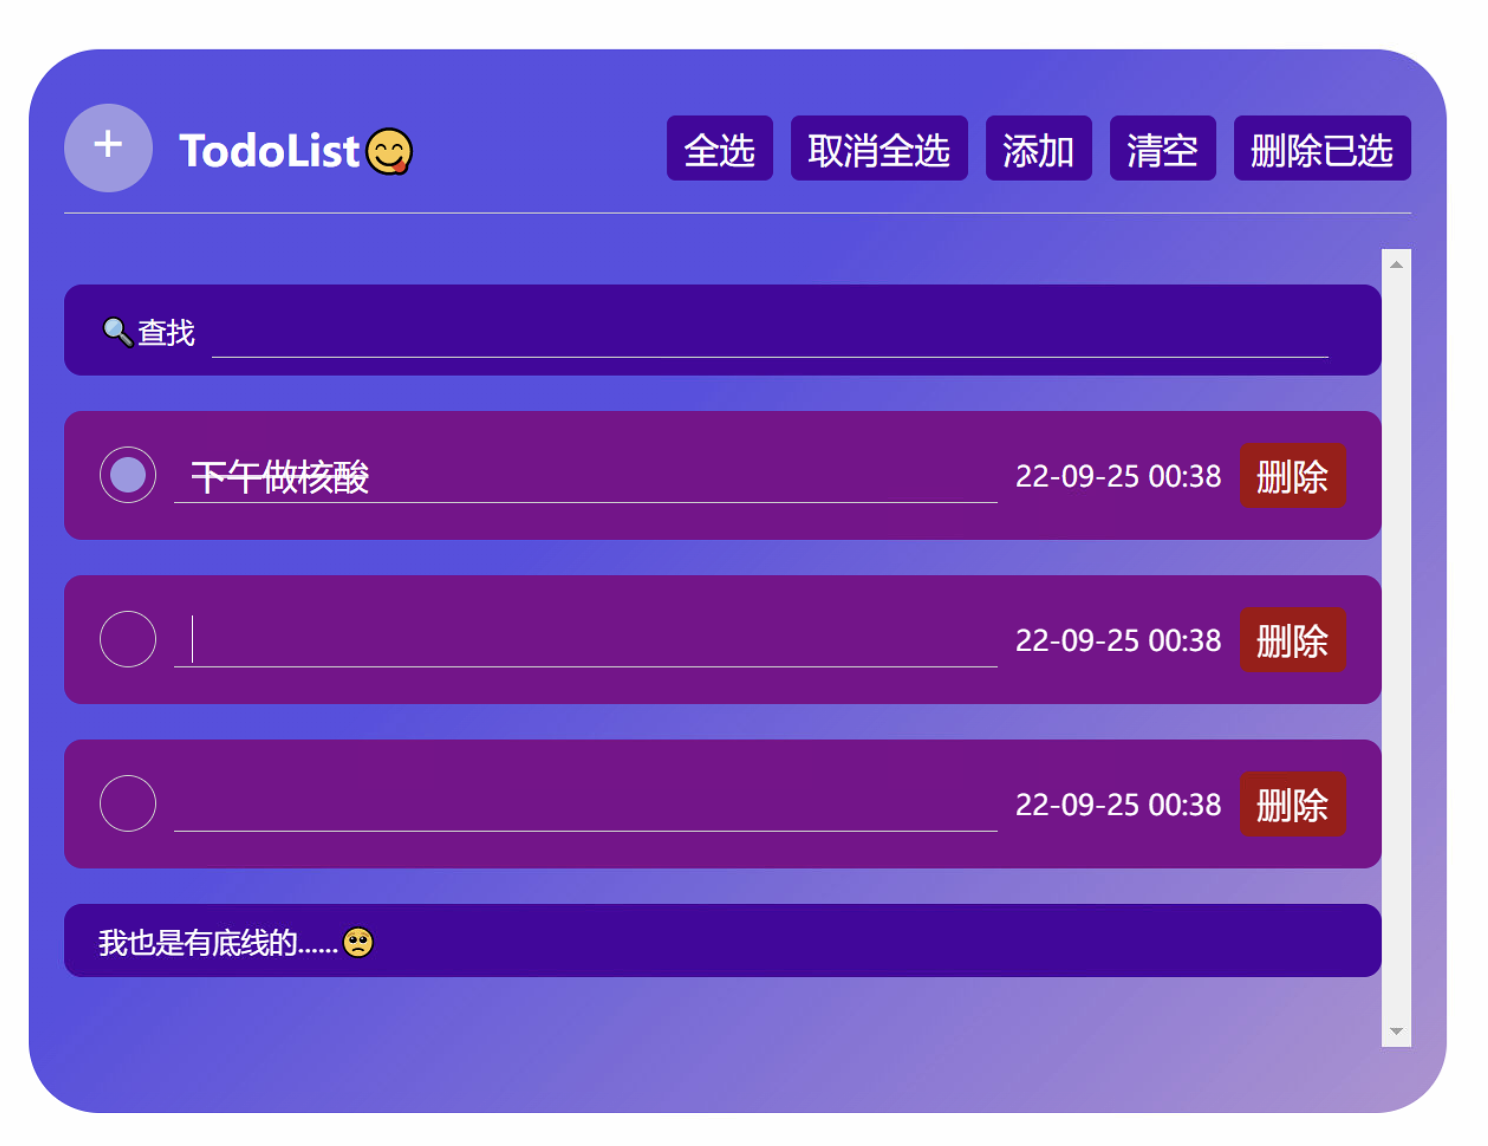 + TodoList😋 全选 取消全选 添加 清空 删除已选
🔍查找
下午做核酸 22-09-25 00:38 删除
22-09-25 00:38 删除
22-09-25 00:38 删除
我也是有底线的......🥺